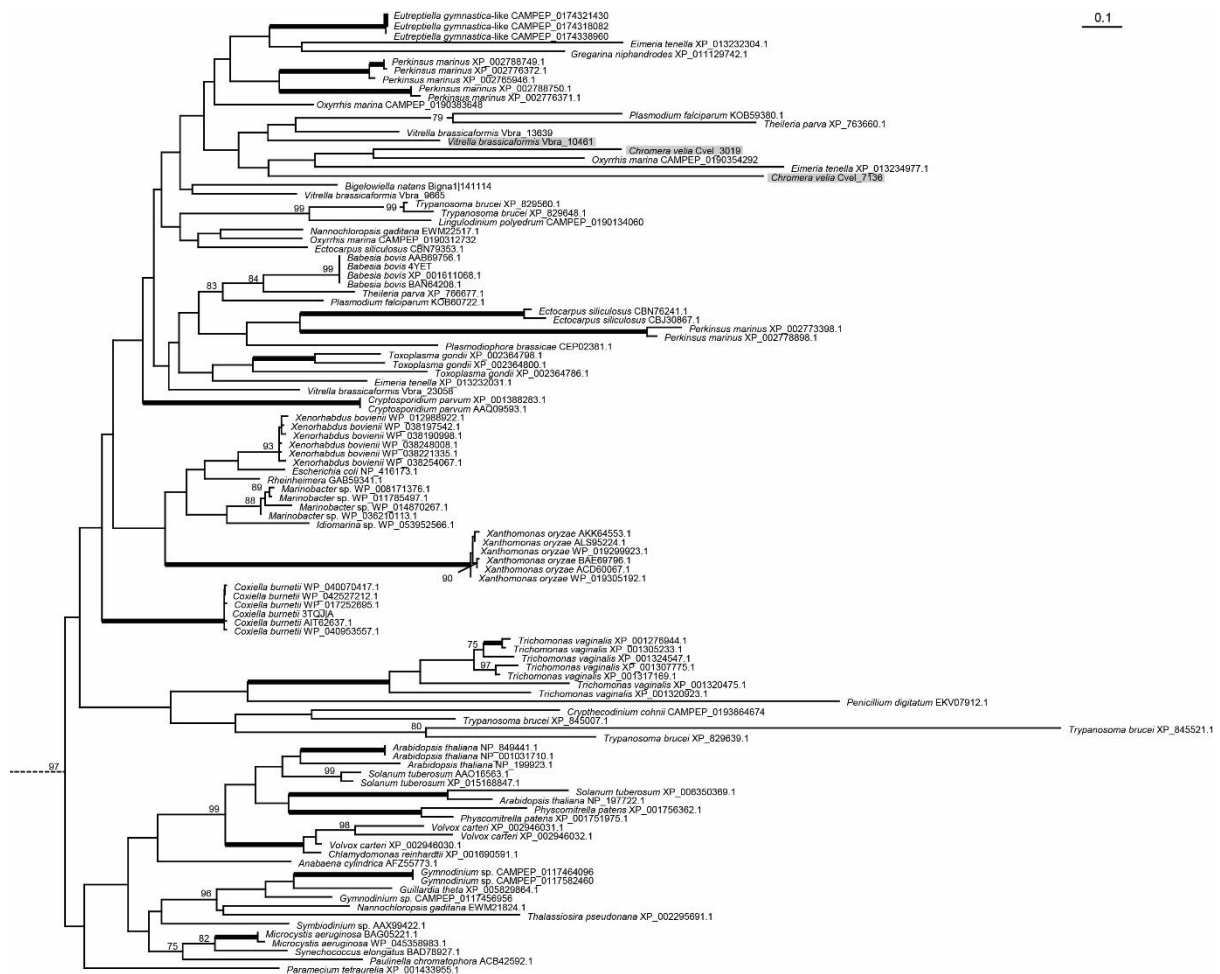 0.1
Eutreptiella gymnastica-like CAMPEP_0174321430
Eutreptiella gymnastica-like CAMPEP_0174318082
Eutreptiella gymnastica-like CAMPEP_0174338960
Eimeria tenella XP_013232304.1
Gregarina niphandrodes XP_011129742.1
Perkinsus marinus XP_002788749.1
Perkinsus marinus XP_002776372.1
Perkinsus marinus XP_002765946.1
Perkinsus marinus XP_002788750.1
Perkinsus marinus XP_002776371.1
Oxyrrhis marina CAMPEP_0190383648
79
Plasmodium falciparum KOB59380.1
Theileria parva XP_763660.1
Vitrella brassicaformis Vbra_13639
Vitrella brassicaformis Vbra_10461
Chromera velia Cvel_3019
Oxyrrhis marina CAMPEP_0190354292
Eimeria tenella XP_013234977.1
Chromera velia Cvel_7136
Bigelowiella natans Bigna1|141114
Vitrella brassicaformis Vbra_9665
99
99
Trypanosoma brucei XP_829560.1
Trypanosoma brucei XP_829648.1
Lingulodinium polyedrum CAMPEP_0190134060
Nannochloropsis gaditana EWM22517.1
Oxyrrhis marina CAMPEP_0190312732
Ectocarpus siliculosus CBN79353.1
Babesia bovis AAB69756.1
Babesia bovis 4YET
99
Babesia bovis XP_001611068.1
84
Babesia bovis BAN64208.1
83
Theileria parva XP_766677.1
Plasmodium falciparum KOB60722.1
Ectocarpus siliculosus CBN76241.1
Ectocarpus siliculosus CBJ30867.1
Perkinsus marinus XP_002773398.1
Perkinsus marinus XP_002778898.1
Plasmodiophora brassicae CEP02381.1
Toxoplasma gondii XP_002364798.1
Toxoplasma gondii XP_002364800.1
Toxoplasma gondii XP_002364786.1
Eimeria tenella XP_013232031.1
Vitrella brassicaformis Vbra_23058
Cryptosporidium parvum XP_001388283.1
Cryptosporidium parvum AAQ09593.1
Xenorhabdus bovienii WP_012988922.1
Xenorhabdus bovienii WP_038197542.1
Xenorhabdus bovienii WP_038190998.1
93
Xenorhabdus bovienii WP_038248008.1
Xenorhabdus bovienii WP_038221335.1
Xenorhabdus bovienii WP_038254067.1
Escherichia coli NP_416173.1
Rheinheimera GAB59341.1
89
Marinobacter sp. WP_008171376.1
Marinobacter sp. WP_011785497.1
88
Marinobacter sp. WP_014870267.1
Marinobacter sp. WP_036210113.1
Idiomarina sp. WP_053952566.1
Xanthomonas oryzae AKK64553.1
Xanthomonas oryzae ALS95224.1
Xanthomonas oryzae WP_019299923.1
Xanthomonas oryzae BAE69796.1
Xanthomonas oryzae ACD60067.1
90
Xanthomonas oryzae WP_019305192.1
Coxiella burnetii WP_040070417.1
Coxiella burnetii WP_042527212.1
Coxiella burnetii WP_017252695.1
Coxiella burnetii 3TQJ|A
Coxiella burnetii AIT62637.1
Coxiella burnetii WP_040953557.1
75
Trichomonas vaginalis XP_001276944.1
Trichomonas vaginalis XP_001305233.1
Trichomonas vaginalis XP_001324547.1
97
Trichomonas vaginalis XP_001307775.1
Trichomonas vaginalis XP_001317169.1
Trichomonas vaginalis XP_001320475.1
Trichomonas vaginalis XP_001320923.1
Penicillium digitatum EKV07912.1
Crypthecodinium cohnii CAMPEP_0193864674
Trypanosoma brucei XP_845007.1
80
Trypanosoma brucei XP_845521.1
Trypanosoma brucei XP_829639.1
97
Arabidopsis thaliana NP_849441.1
Arabidopsis thaliana NP_001031710.1
Arabidopsis thaliana NP_199923.1
99
Solanum tuberosum AAO16563.1
Solanum tuberosum XP_015168847.1
Solanum tuberosum XP_006350369.1
Arabidopsis thaliana NP_197722.1
99
Physcomitrella patens XP_001756362.1
Physcomitrella patens XP_001751975.1
98
Volvox carteri XP_002946031.1
Volvox carteri XP_002946032.1
Volvox carteri XP_002946030.1
Chlamydomonas reinhardtii XP_001690591.1
Anabaena cylindrica AFZ55773.1
Gymnodinium sp. CAMPEP_0117464096
Gymnodinium sp. CAMPEP_0117582460
Guillardia theta XP_005829864.1
96
Gymnodinium sp. CAMPEP_0117456956
Nannochloropsis gaditana EWM21824.1
Thalassiosira pseudonana XP_002295691.1
Symbiodinium sp. AAX99422.1
Microcystis aeruginosa BAG05221.1
82
Microcystis aeruginosa WP_045358983.1
75
Synechococcus elongatus BAD78927.1
Paulinella chromatophora ACB42592.1
Paramecium tetraurelia XP_001433955.1